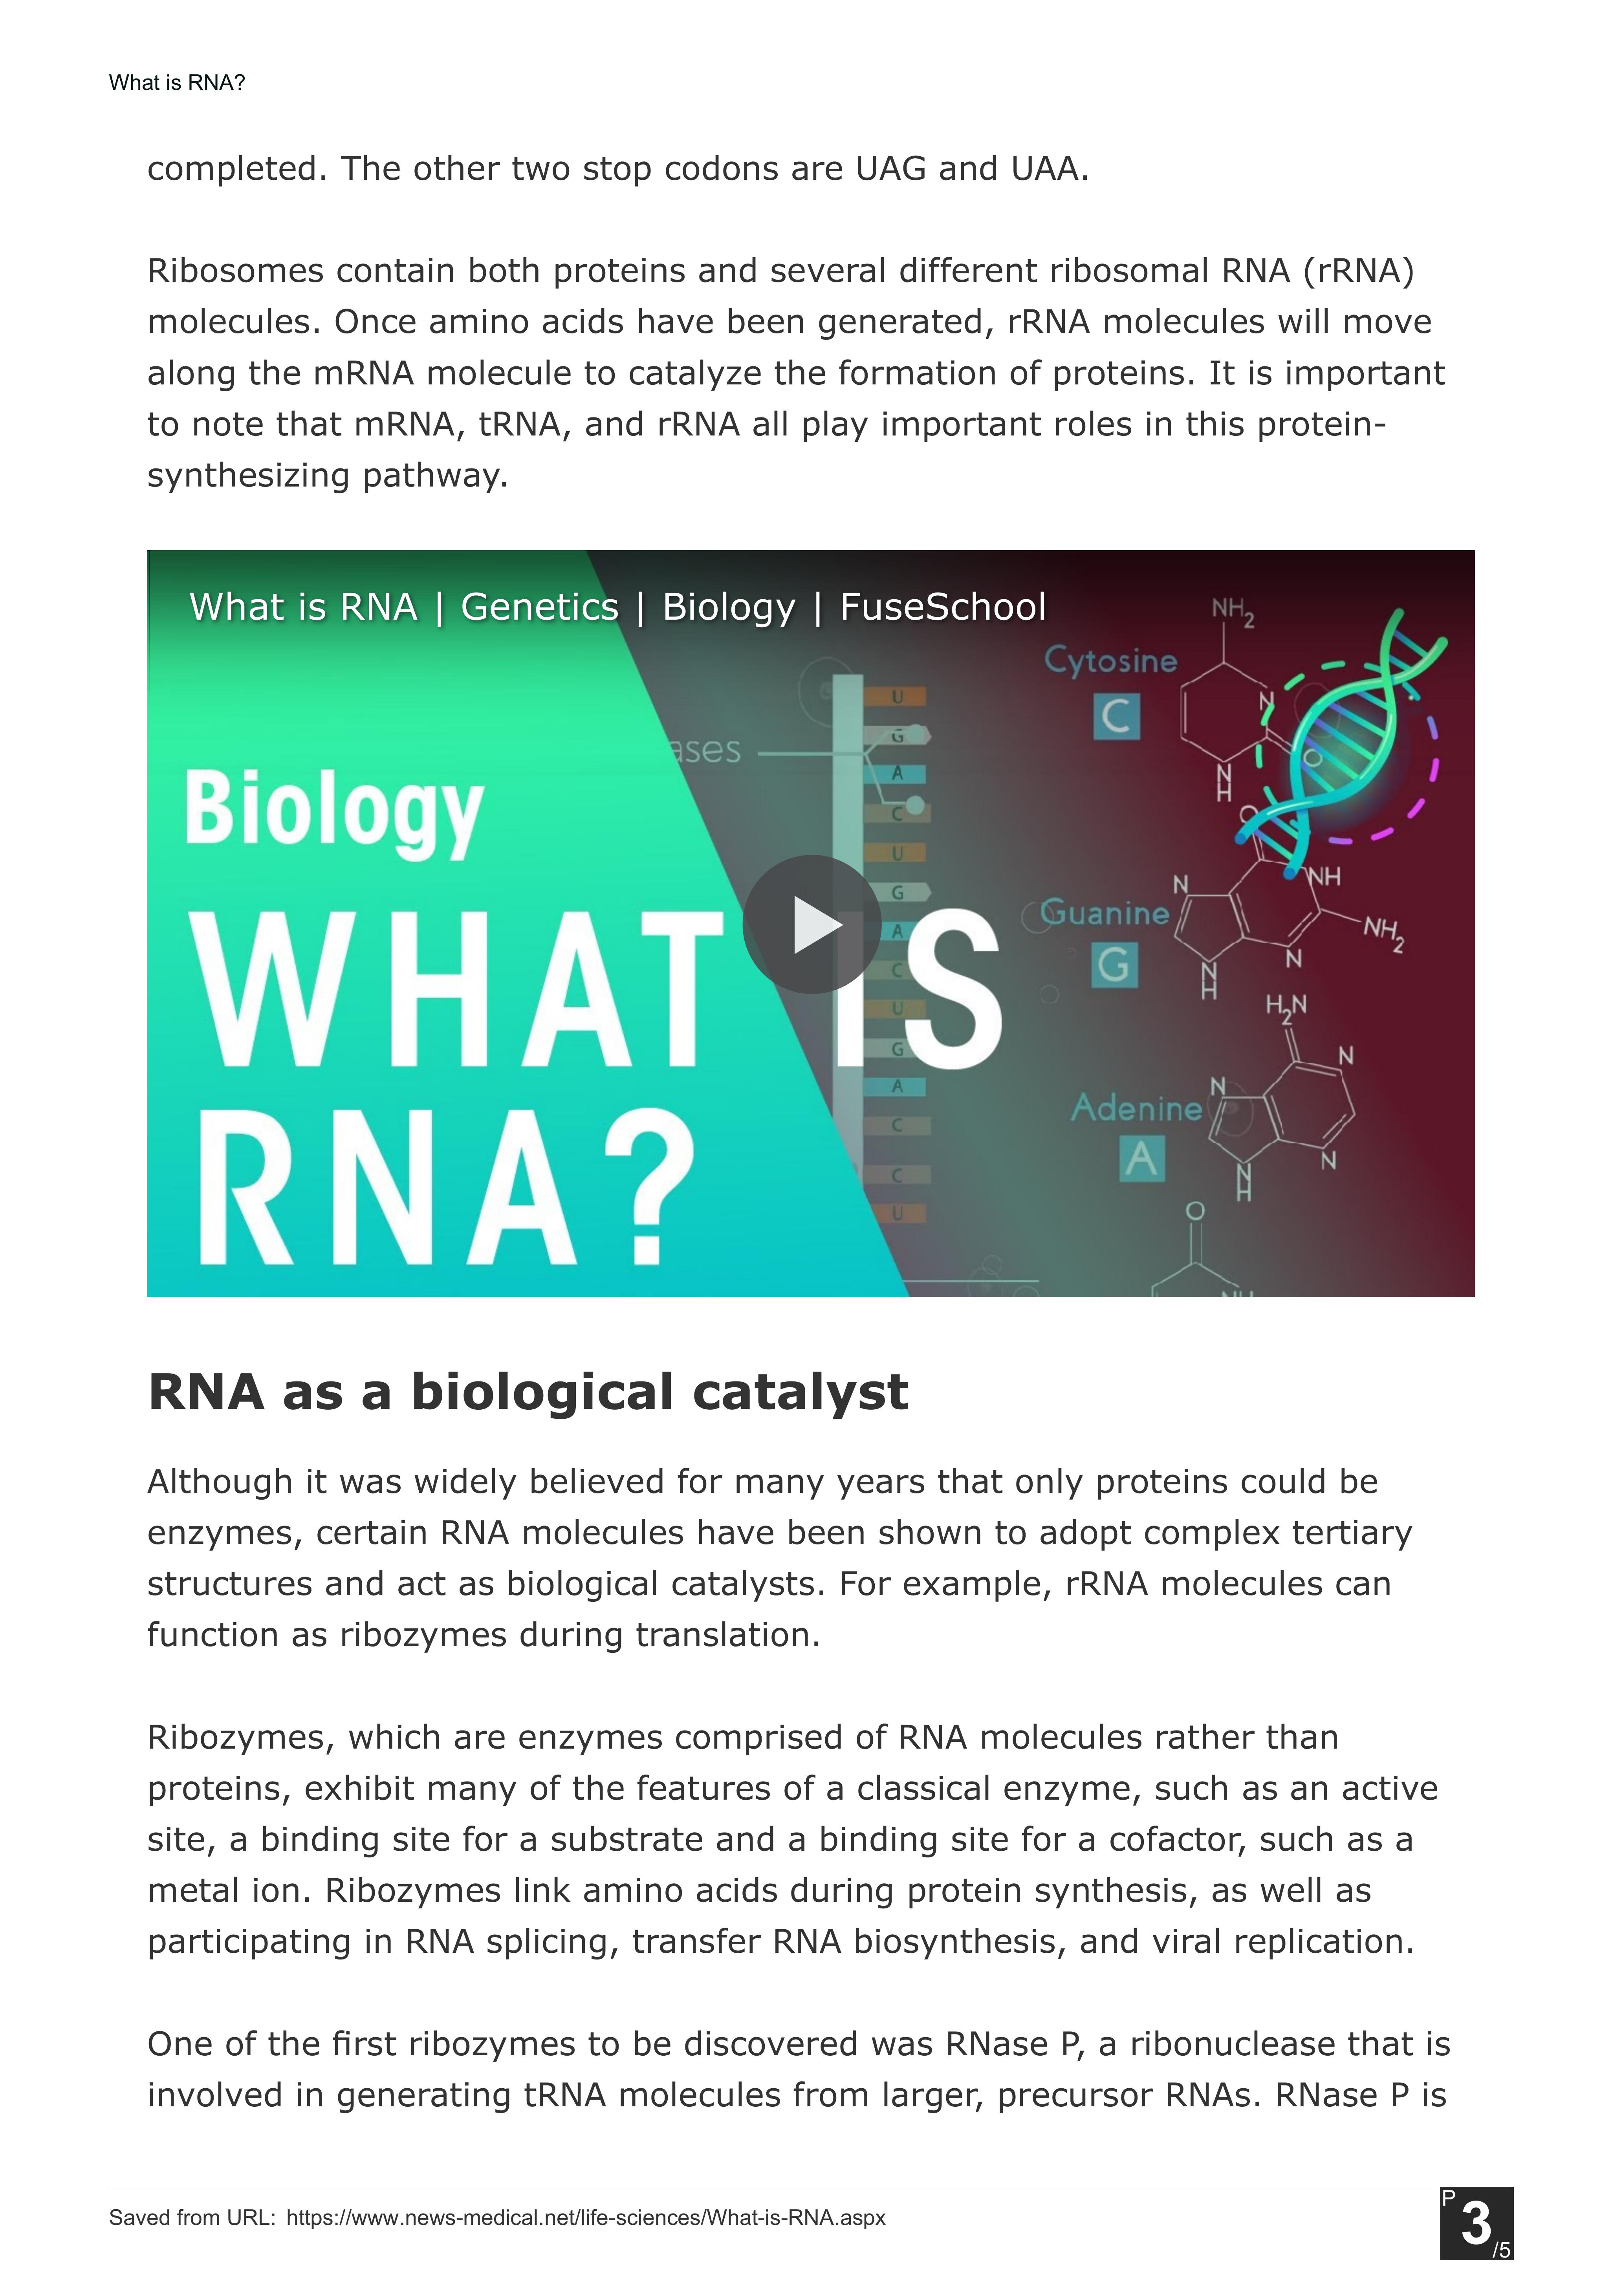 What is RNA?
completed. The other two stop codons are UAG and UAA.
Ribosomes contain both proteins and several different ribosomal RNA (rRNA)
molecules. Once amino acids have been generated, rRNA molecules will move
along the mRNA molecule to catalyze the formation of proteins. It is important
to note that mRNA, tRNA, and rRNA all play important roles in this protein-
synthesizing pathway.
What is RNA | Genetics | Biology | FuseSchool
Biology
WHAT IS
RNA?
ases
U
G
A
C
U
G
A
C
U
G
A
C
C
U
Cytosine
C
NH2
N
O
N
H
Guanine
G
O
N
NH
NH2
N
N
H
Adenine
A
H2N
N
N
N
N
H
O
RNA as a biological catalyst
Although it was widely believed for many years that only proteins could be
enzymes, certain RNA molecules have been shown to adopt complex tertiary
structures and act as biological catalysts. For example, rRNA molecules can
function as ribozymes during translation.
Ribozymes, which are enzymes comprised of RNA molecules rather than
proteins, exhibit many of the features of a classical enzyme, such as an active
site, a binding site for a substrate and a binding site for a cofactor, such as a
metal ion. Ribozymes link amino acids during protein synthesis, as well as
participating in RNA splicing, transfer RNA biosynthesis, and viral replication.
One of the first ribozymes to be discovered was RNase P, a ribonuclease that is
involved in generating tRNA molecules from larger, precursor RNAs. RNase P is
Saved from URL: https://www.news-medical.net/life-sciences/What-is-RNA.aspx
P
3
/5